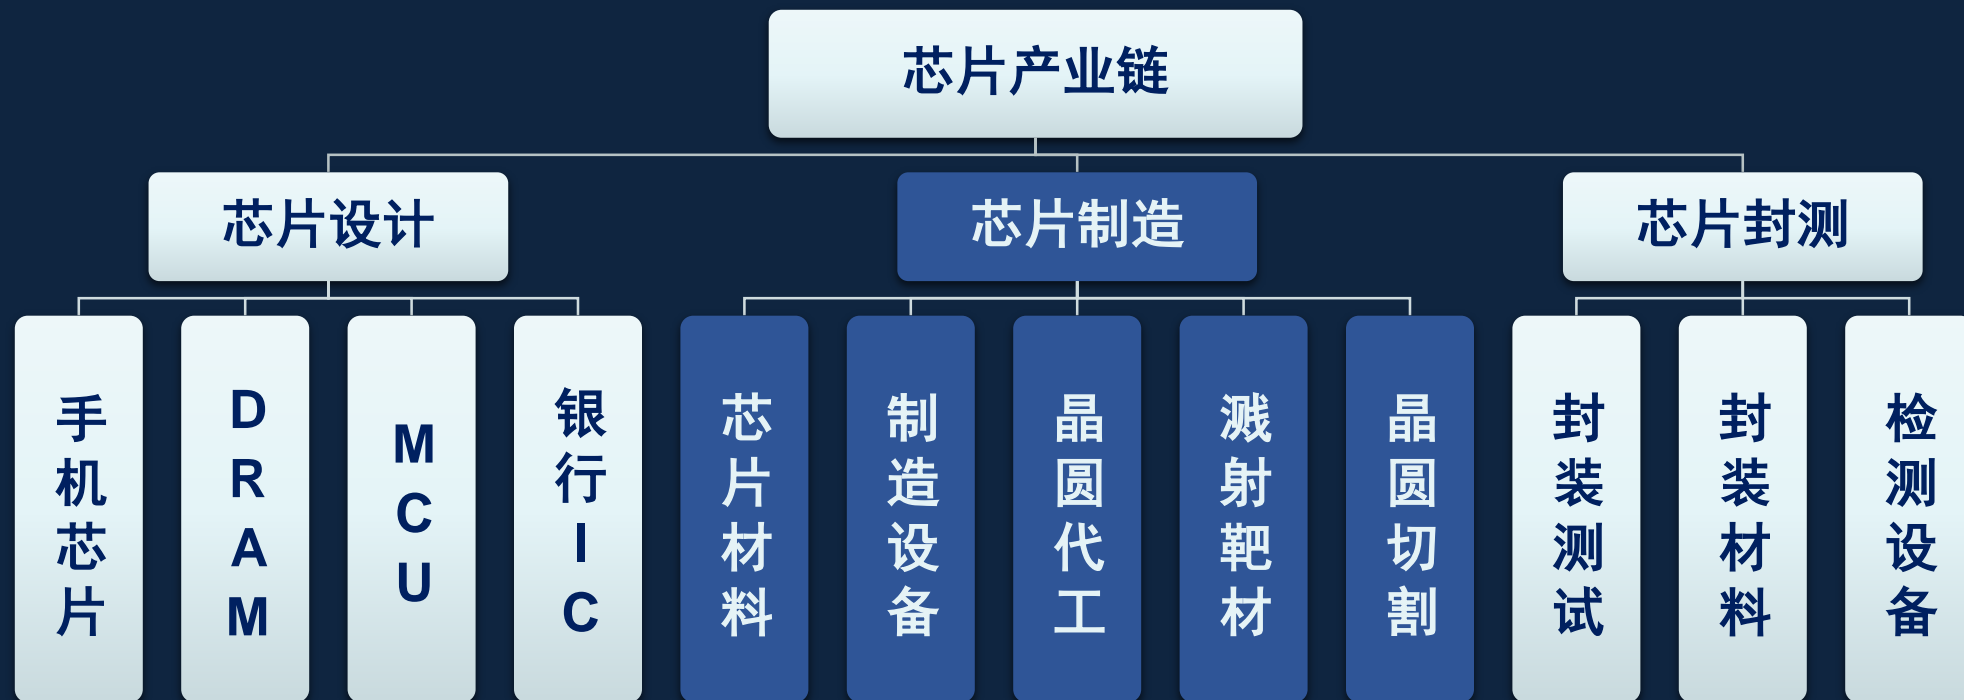 芯片产业链
芯片设计
芯片制造
芯片封测
手机芯片
DRAM
MCU
银行IC
芯片材料
制造设备
晶圆代工
溅射靶材
晶圆切割
封装测试
封装材料
检测设备